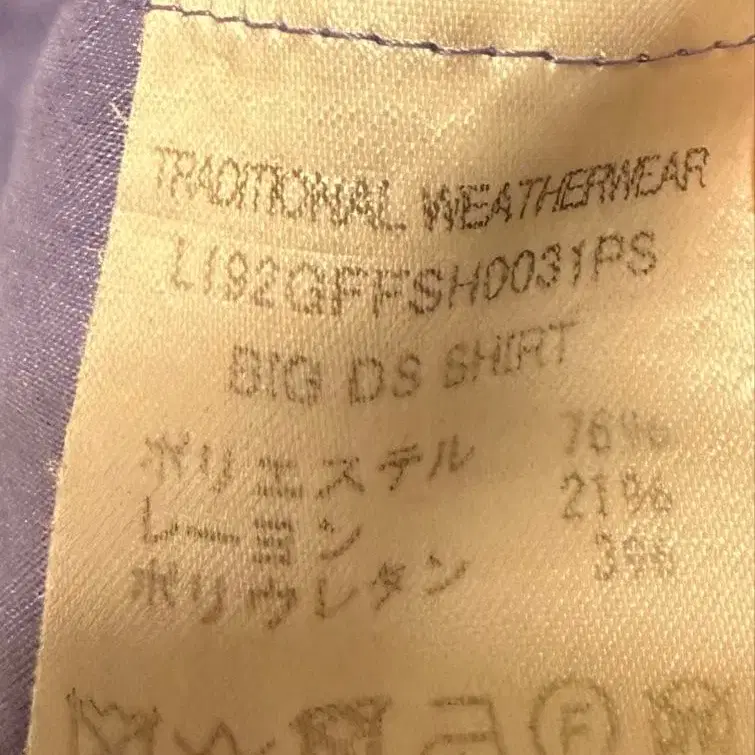 TRADITIONAL WEATHERWEAR
L192GFFSH0031PS
BIG DS SHIRT
ポリエステル 76%
レーヨン 21%
ポリウレタン 3%